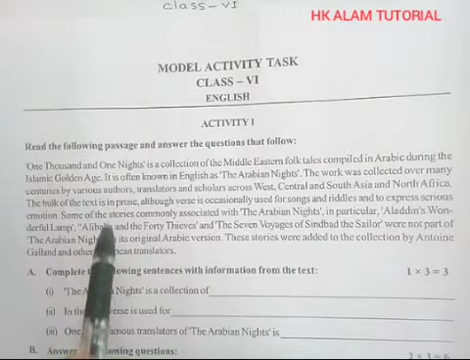 class - VI
HK ALAM TUTORIAL
MODEL ACTIVITY TASK
CLASS – VI
ENGLISH
ACTIVITY 1
Read the following passage and answer the questions that follow:
'One Thousand and One Nights' is a collection of the Middle Eastern folk tales compiled in Arabic during the
Islamic Golden Age. It is often known in English as 'The Arabian Nights'. The work was collected over many
centuries by various authors, translators and scholars across West, Central and South Asia and North Africa.
The bulk of the text is in prose, although verse is occasionally used for songs and riddles and to express serious
emotion. Some of the stories commonly associated with 'The Arabian Nights', in particular, 'Aladdin's Won-
derful Lamp', "Alibaba and the Forty Thieves' and 'The Seven Voyages of Sindbad the Sailor' were not part of
'The Arabian its original Arabic version. These stories were added to the collection by Antoine
Galland and other translators.
A. Complete sentences with information from the text: 1 × 3 = 3
(i) Nights' is a collection of
(ii) In verse is used for
(iii) One translators of 'The Arabian Nights' is
B. Answer questions: 2 × 3 = 6